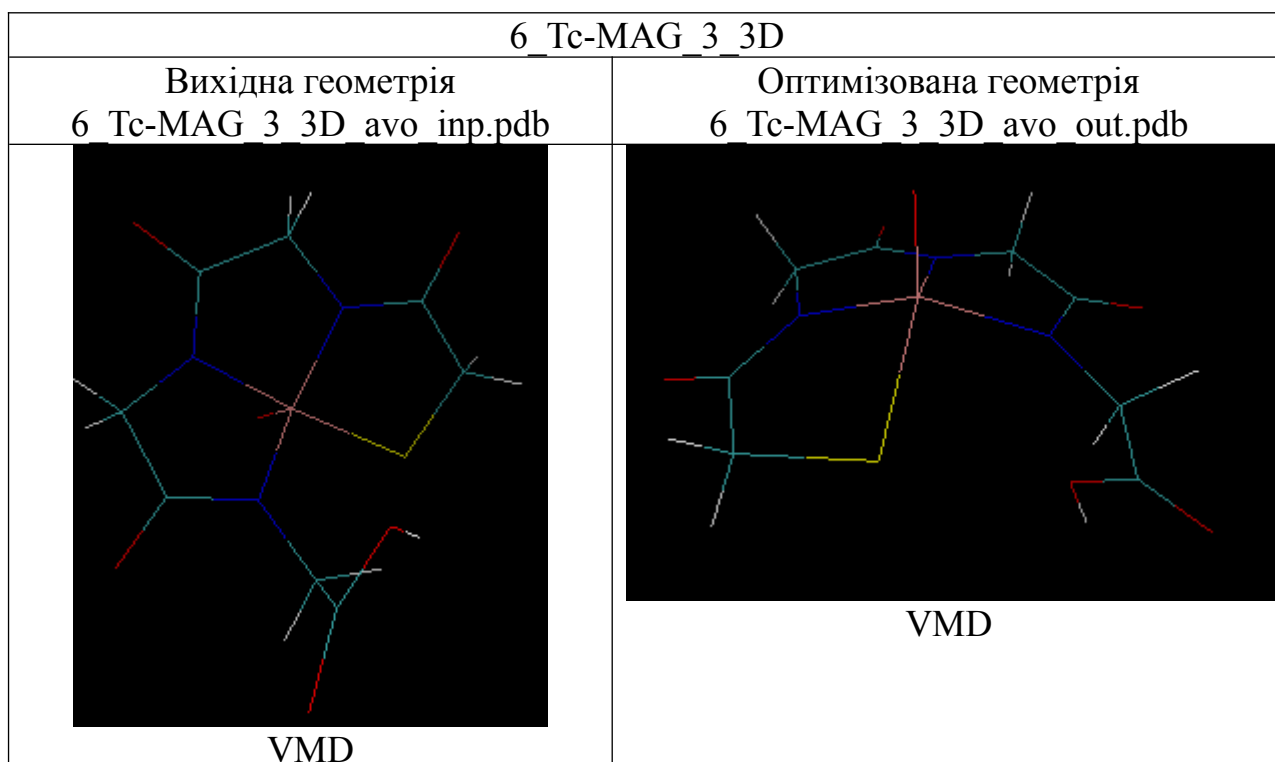 6_Tc-MAG_3_3D
Вихідна геометрія
6_Tc-MAG_3_3D_avo_inp.pdb
Оптимізована геометрія
6_Tc-MAG_3_3D_avo_out.pdb
VMD
VMD